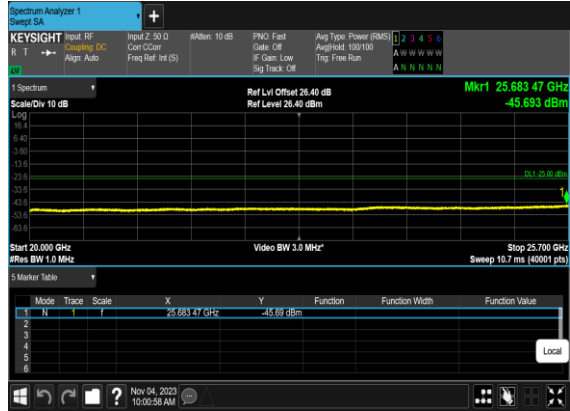 Spectrum Analyzer 1
Swept SA
+
KEYSIGHT Input: RF Input Z: 50 Ω #Atten: 10 dB PNO: Fast Avg Type: Power (RMS) 1 2 3 4 5 6
R T Coupling: DC Corr CCorr Gate: Off Avg|Hold: 100/100 A W W W W W
Align: Auto Freq Ref: Int (S) IF Gain: Low Trig: Free Run
LV Sig Track: Off A N N N N N
1 Spectrum Ref Lvl Offset 26.40 dB Mkr1 25.683 47 GHz
Scale/Div 10 dB Ref Level 26.40 dBm -45.693 dBm
Log
16.4
6.40
-3.60
-13.6
-23.6 DL1 -25.00 dBm
-33.6 1
-43.6
-53.6
-63.6
Start 20.000 GHz Video BW 3.0 MHz* Stop 25.700 GHz
#Res BW 1.0 MHz Sweep 10.7 ms (40001 pts)
5 Marker Table
Mode Trace Scale X Y Function Function Width Function Value
1 N 1 f 25.683 47 GHz -45.69 dBm
2
3
4
5
6
Local
? Nov 04, 2023
10:00:58 AM